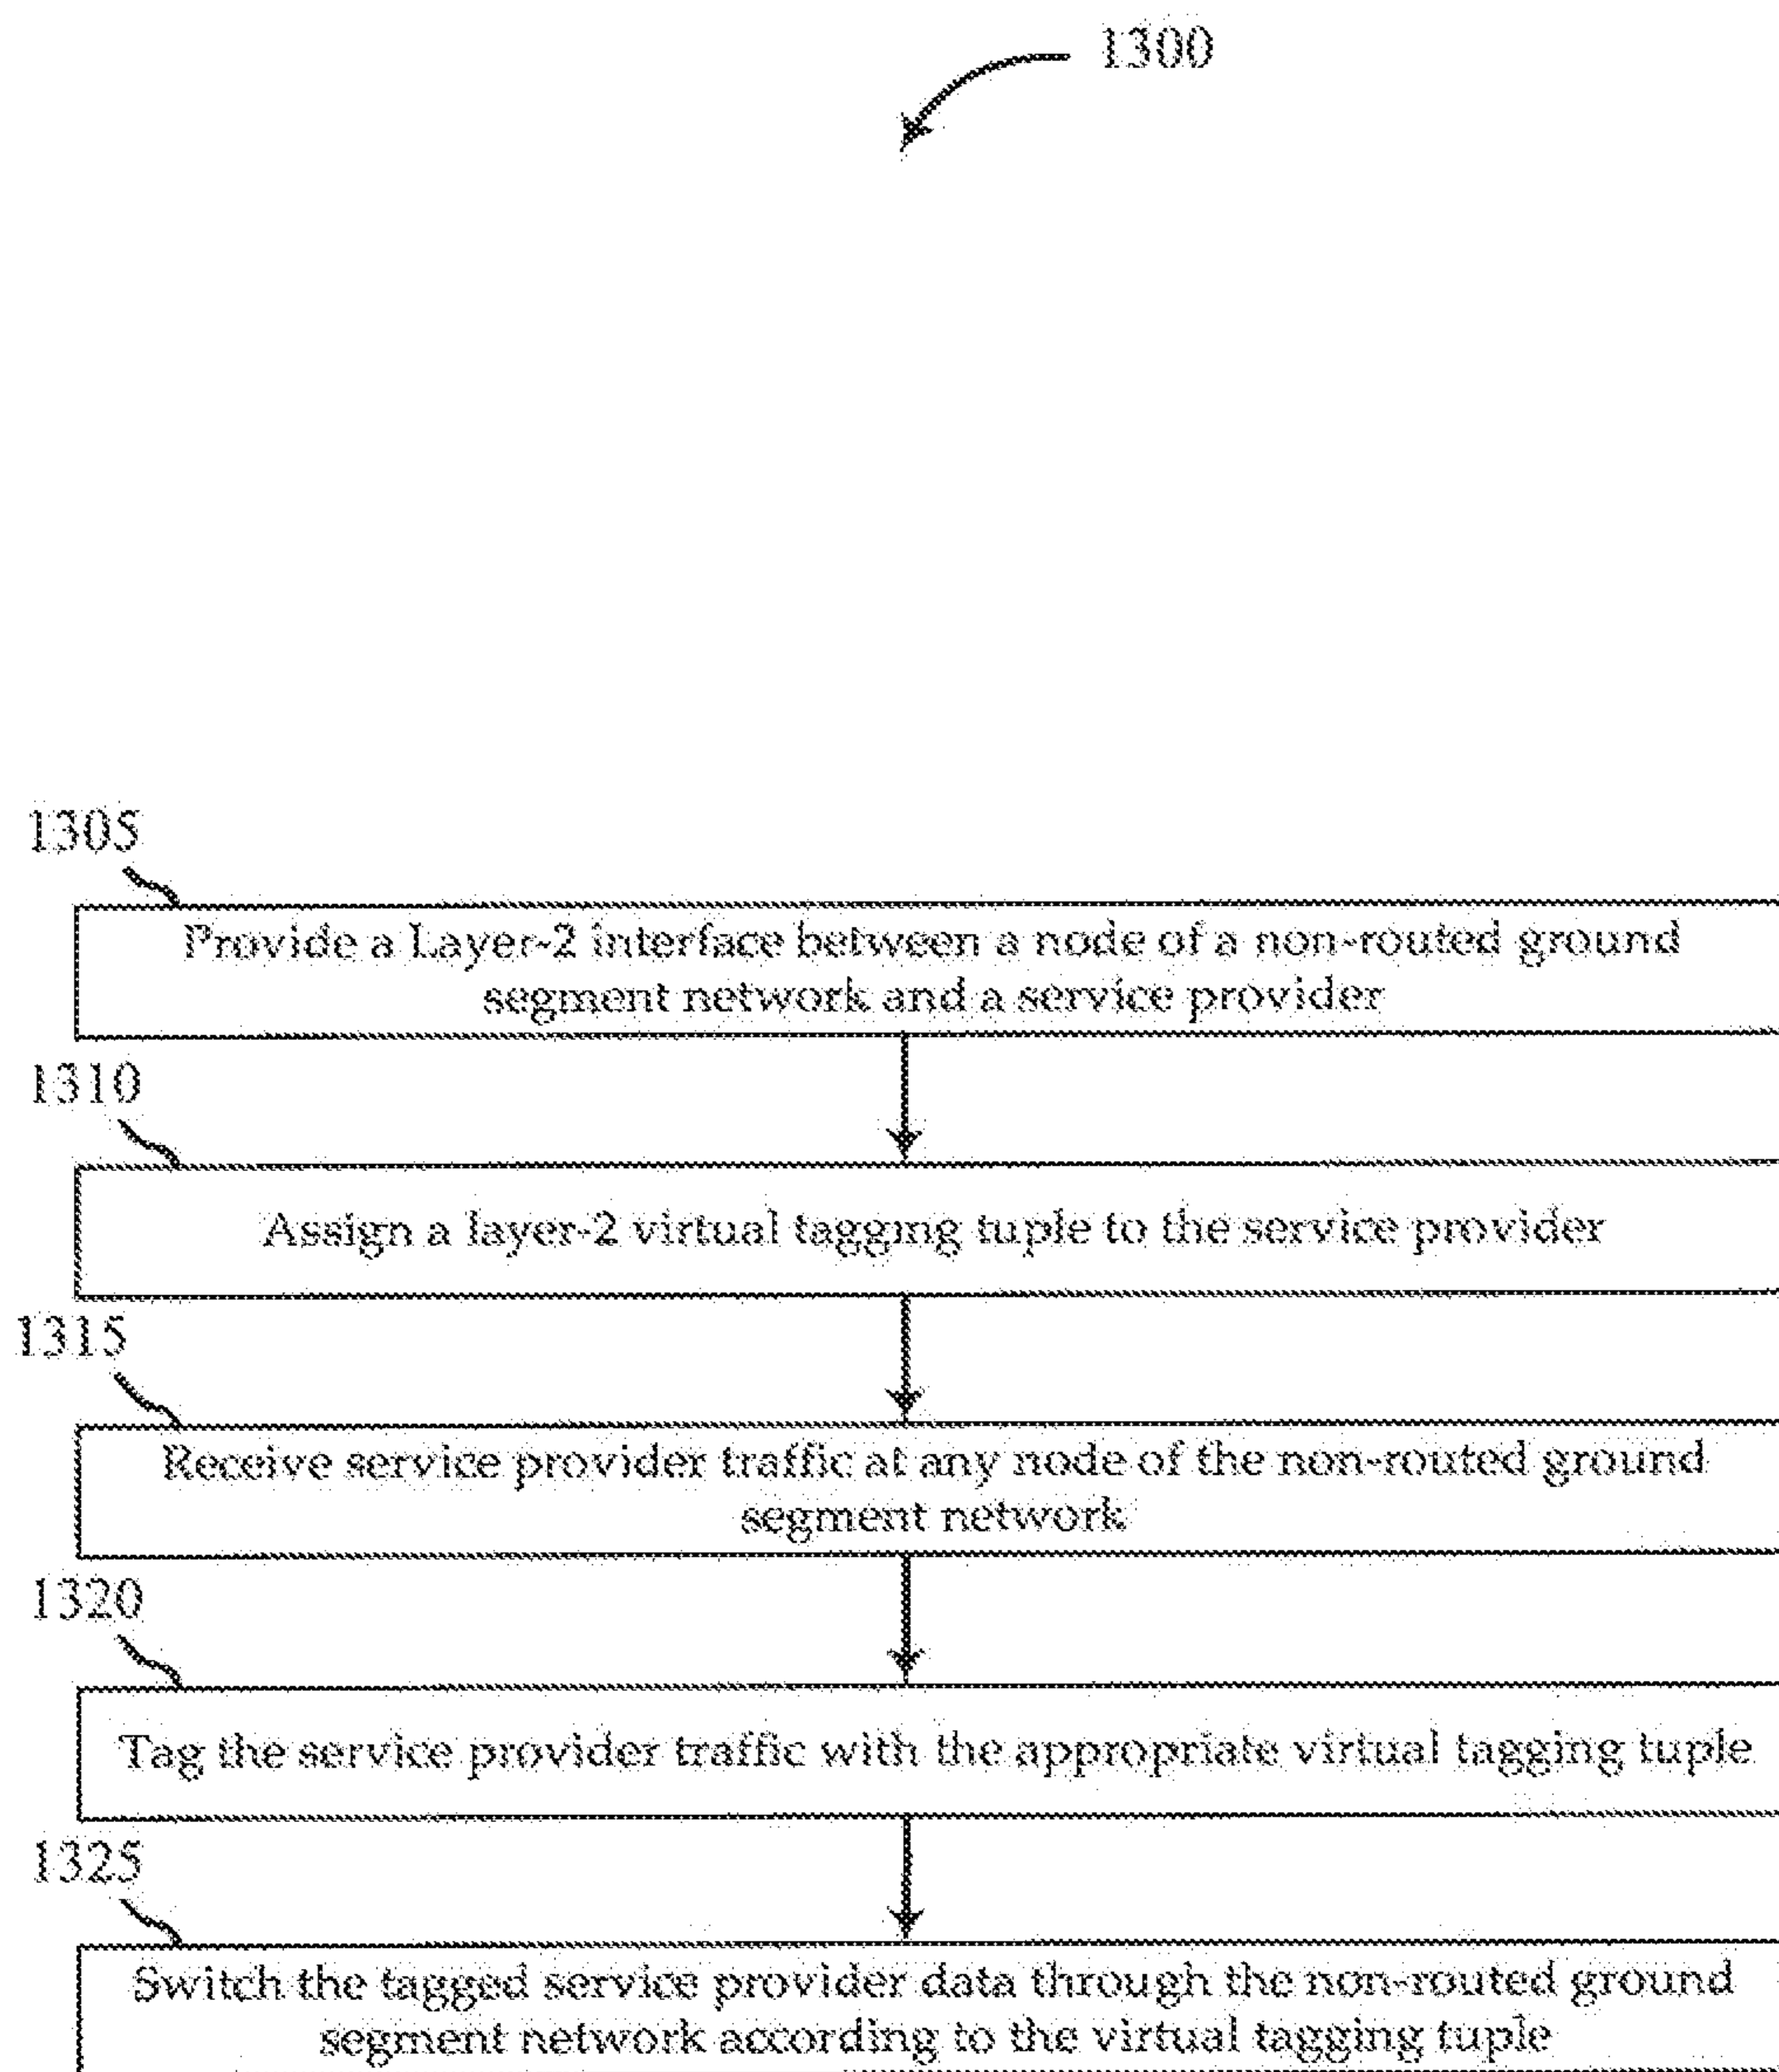 1300
1305
Provide a Layer-2 interface between a node of a non-routed ground
segment network and a service provider
1310
Assign a layer-2 virtual tagging tuple to the service provider
1315
Receive service provider traffic at any node of the non-routed ground
segment network
1320
Tag the service provider traffic with the appropriate virtual tagging tuple
1325
Switch the tagged service provider data through the non-routed ground
segment network according to the virtual tagging tuple